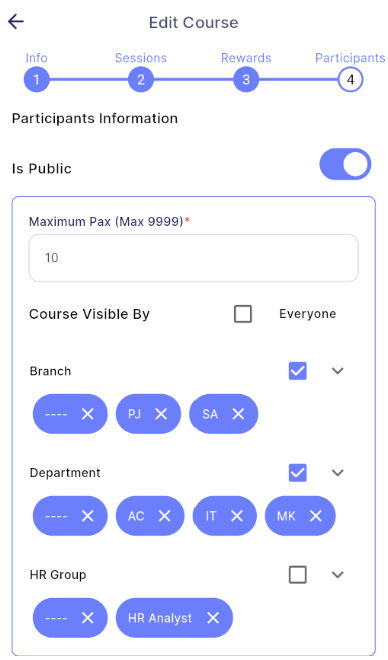 Edit Course
Info Sessions Rewards Participants
1 2 3 4
Participants Information
Is Public
Maximum Pax (Max 9999)*
10
Course Visible By Everyone
Branch
---- PJ SA
Department
---- AC IT MK
HR Group
---- HR Analyst